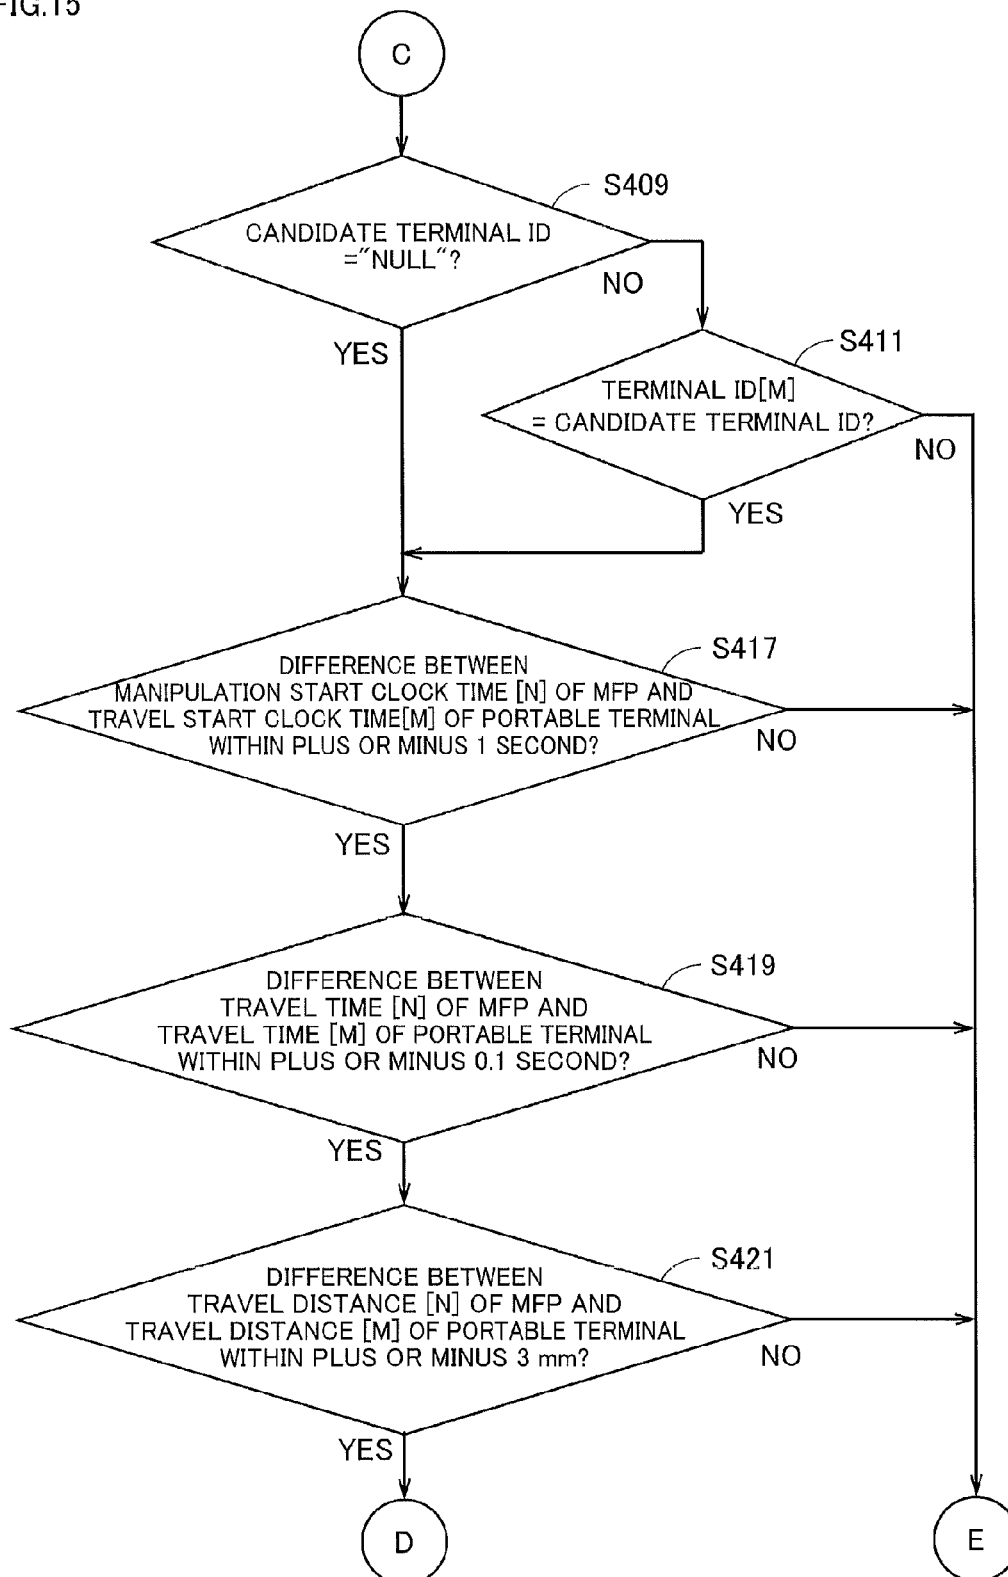 FIG.15
C
S409
CANDIDATE TERMINAL ID
="NULL"?
NO
YES
S411
TERMINAL ID[M]
= CANDIDATE TERMINAL ID?
NO
YES
S417
DIFFERENCE BETWEEN
MANIPULATION START CLOCK TIME [N] OF MFP AND
TRAVEL START CLOCK TIME[M] OF PORTABLE TERMINAL
WITHIN PLUS OR MINUS 1 SECOND?
NO
YES
S419
DIFFERENCE BETWEEN
TRAVEL TIME [N] OF MFP AND
TRAVEL TIME [M] OF PORTABLE TERMINAL
WITHIN PLUS OR MINUS 0.1 SECOND?
NO
YES
S421
DIFFERENCE BETWEEN
TRAVEL DISTANCE [N] OF MFP AND
TRAVEL DISTANCE [M] OF PORTABLE TERMINAL
WITHIN PLUS OR MINUS 3 mm?
NO
YES
D
E